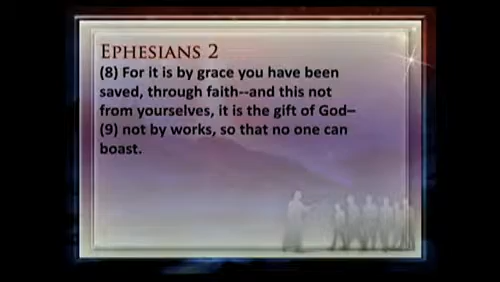 EPHESIANS 2
(8) For it is by grace you have been
saved, through faith--and this not
from yourselves, it is the gift of God–
(9) not by works, so that no one can
boast.